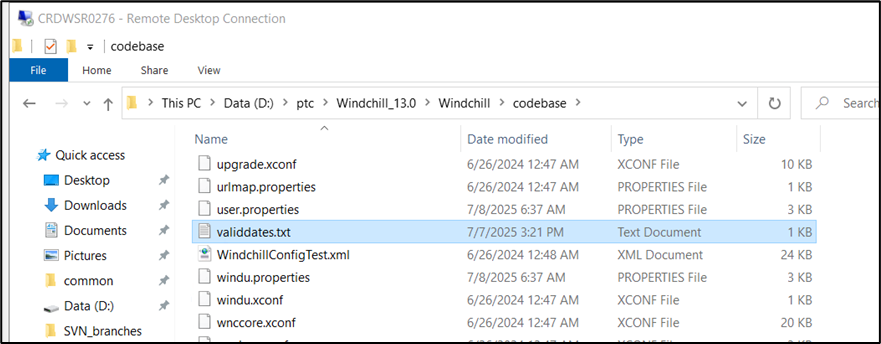 CRDWSR0276 - Remote Desktop Connection
codebase
File Home Share View
This PC > Data (D:) > ptc > Windchill_13.0 > Windchill > codebase > Search
Name Date modified Type Size
Quick access
Desktop
Downloads
Documents
Pictures
common
Data (D:)
SVN_branches
upgrade.xconf 6/26/2024 12:47 AM XCONF File 10 KB
urlmap.properties 6/26/2024 12:47 AM PROPERTIES File 1 KB
user.properties 7/8/2025 6:37 AM PROPERTIES File 3 KB
validdates.txt 7/7/2025 3:21 PM Text Document 1 KB
WindchillConfigTest.xml 6/26/2024 12:48 AM XML Document 24 KB
windu.properties 7/8/2025 6:37 AM PROPERTIES File 3 KB
windu.xconf 6/26/2024 12:47 AM XCONF File 1 KB
wnccore.xconf 6/26/2024 12:47 AM XCONF File 20 KB